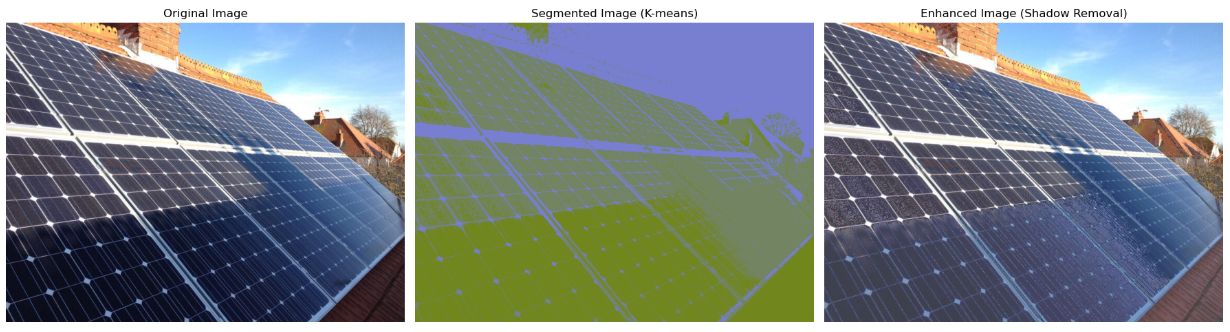 Original Image
Segmented Image (K-means)
Enhanced Image (Shadow Removal)